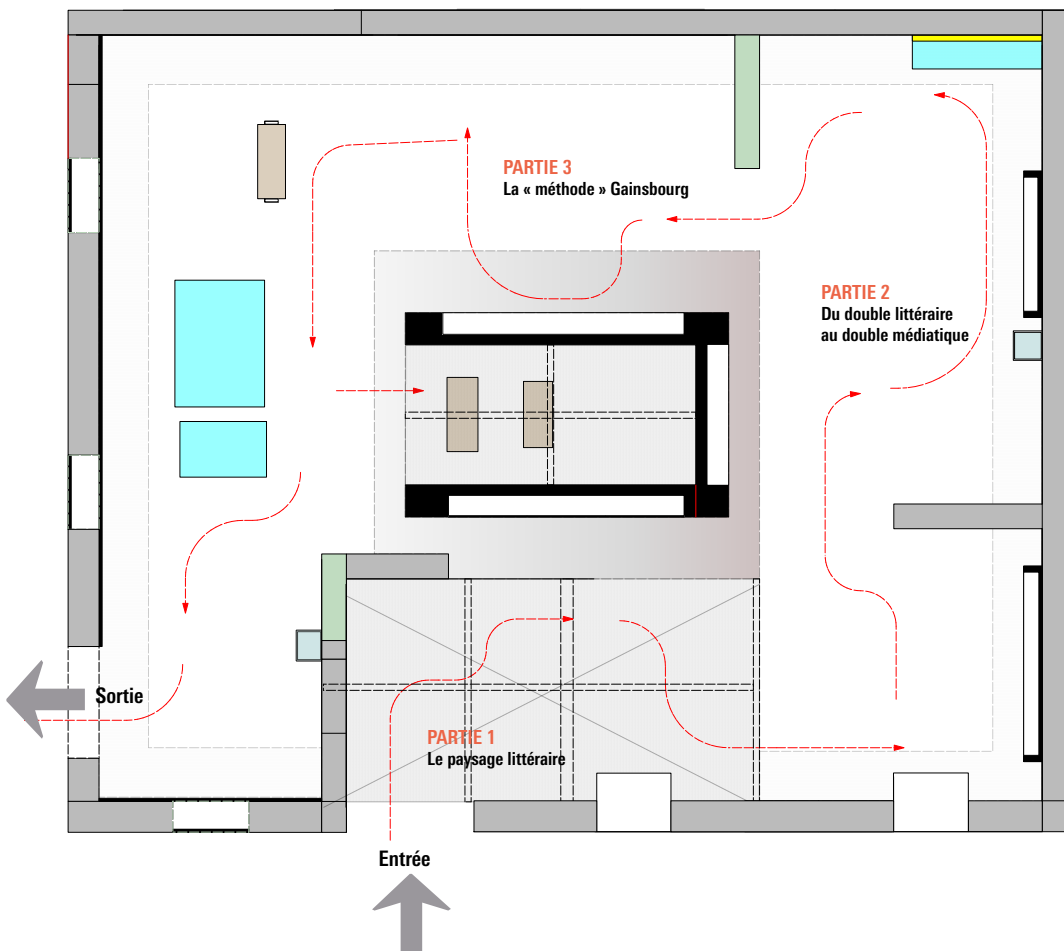 PARTIE 3
La « méthode » Gainsbourg
PARTIE 2
Du double littéraire
au double médiatique
Sortie
PARTIE 1
Le paysage littéraire
Entrée